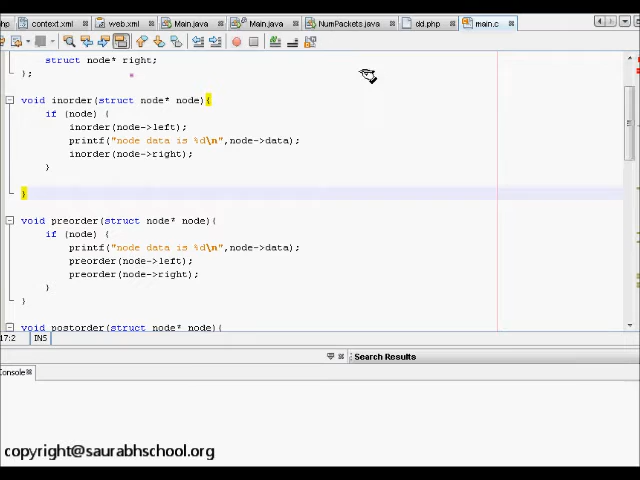 hp context.xml web.xml Main.java Main.java NumPackets.java dd.php main.c
struct node* right;
};
void inorder(struct node* node){
if (node) {
inorder(node->left);
printf("node data is %d\n",node->data);
inorder(node->right);
}
}
void preorder(struct node* node){
if (node) {
printf("node data is %d\n",node->data);
preorder(node->left);
preorder(node->right);
}
}
void postorder(struct node* node){
17:2 INS
Search Results
Console
copyright@saurabhschool.org